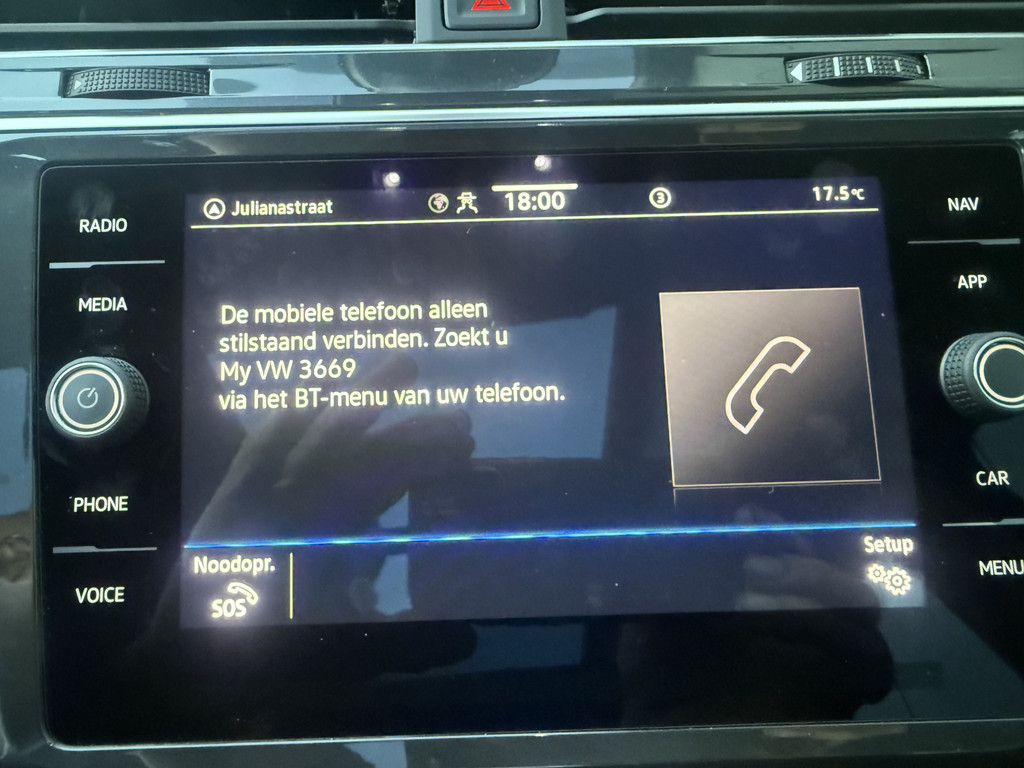 RADIO
MEDIA
PHONE
VOICE
Julianastraat
18:00
3
17.5°C
De mobiele telefoon alleen
stilstaand verbinden. Zoekt u
My VW 3669
via het BT-menu van uw telefoon.
Noodopr.
SOS
Setup
NAV
APP
CAR
MENU